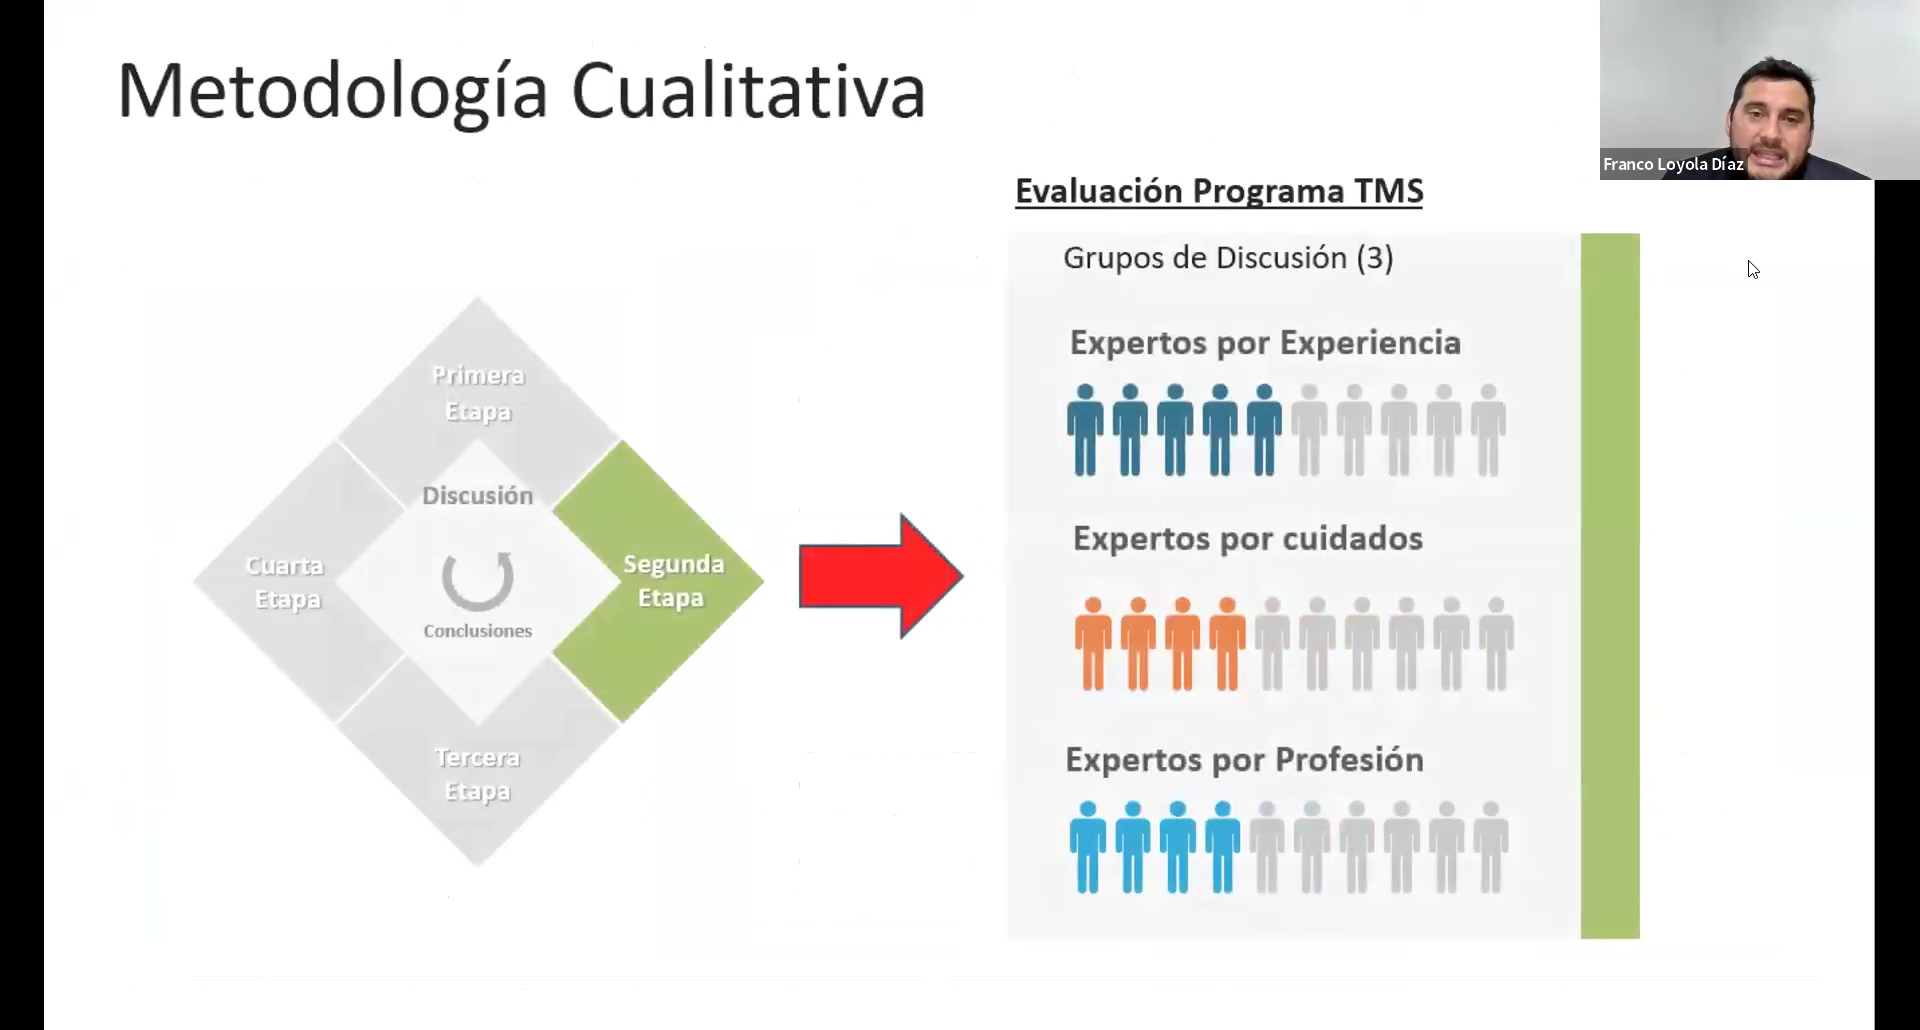 Metodología Cualitativa
Franco Loyola Díaz
Evaluación Programa TMS
Grupos de Discusión (3)
Expertos por Experiencia
Expertos por cuidados
Expertos por Profesión
Primera
Etapa
Discusión
Segunda
Etapa
Cuarta
Etapa
Conclusiones
Tercera
Etapa